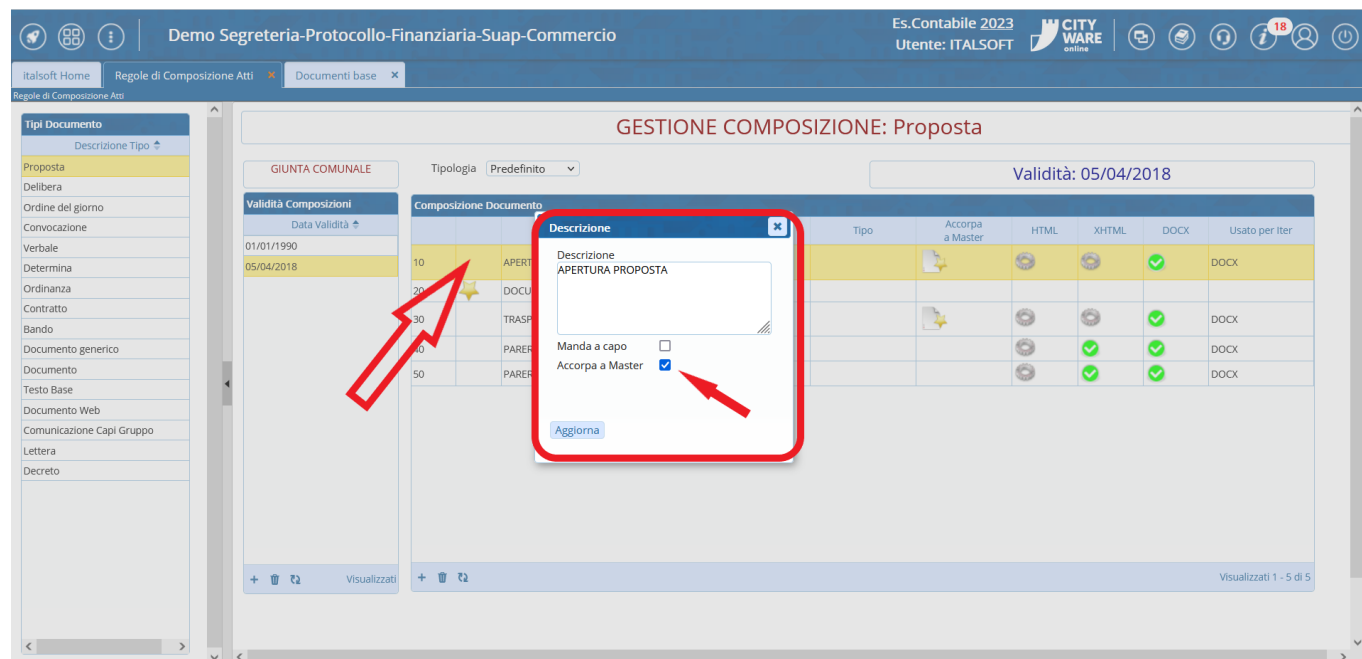 Demo Segreteria-Protocollo-Finanziaria-Suap-Commercio
Es.Contabile 2023
Utente: ITALSOFT
CITY
WARE
online
18
italsoft Home
Regole di Composizione Atti
Documenti base
Regole di Composizione Atti
Tipi Documento
Descrizione Tipo
Proposta
Delibera
Ordine del giorno
Convocazione
Verbale
Determina
Ordinanza
Contratto
Bando
Documento generico
Documento
Testo Base
Documento Web
Comunicazione Capi Gruppo
Lettera
Decreto
GESTIONE COMPOSIZIONE: Proposta
GIUNTA COMUNALE
Tipologia Predefinito
Validità: 05/04/2018
Validità Composizioni
Data Validità
01/01/1990
05/04/2018
Visualizzati
Composizione Documento
Tipo Accorpa a Master HTML XHTML DOCX Usato per Iter
10 APERT DOCX
20 DOCU
30 TRASP DOCX
PARER DOCX
50 PARER DOCX
Visualizzati 1 - 5 di 5
Descrizione
Descrizione
APERTURA PROPOSTA
Manda a capo
Accorpa a Master
Aggiorna